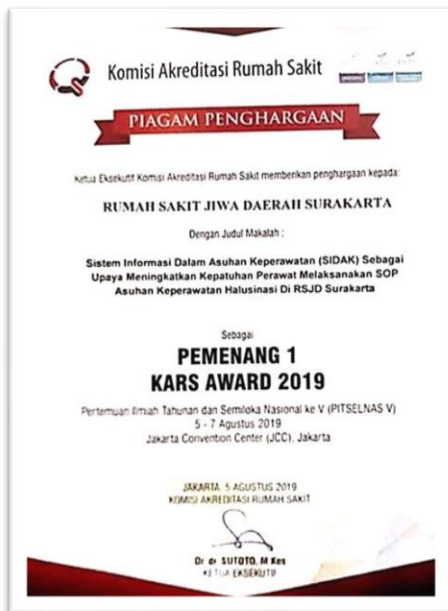 Komisi Akreditasi Rumah Sakit
PIAGAM PENGHARGAAN
Ketua Eksekutif Komisi Akreditasi Rumah Sakit memberikan penghargaan kepada:
RUMAH SAKIT JIWA DAERAH SURAKARTA
Dengan Judul Makalah :
Sistem Informasi Dalam Asuhan Keperawatan (SIDAK) Sebagai
Upaya Meningkatkan Kepatuhan Perawat Melaksanakan SOP
Asuhan Keperawatan Halusinasi Di RSJD Surakarta
Sebagai
PEMENANG 1
KARS AWARD 2019
Pertemuan Ilmiah Tahunan dan Semiloka Nasional ke V (PITSELNAS V)
5 - 7 Agustus 2019
Jakarta Convention Center (JCC), Jakarta
JAKARTA, 5 AGUSTUS 2019
KOMISI AKREDITASI RUMAH SAKIT
Dr dr. SUTOTO, M Kes
KETUA EKSEKUTIF